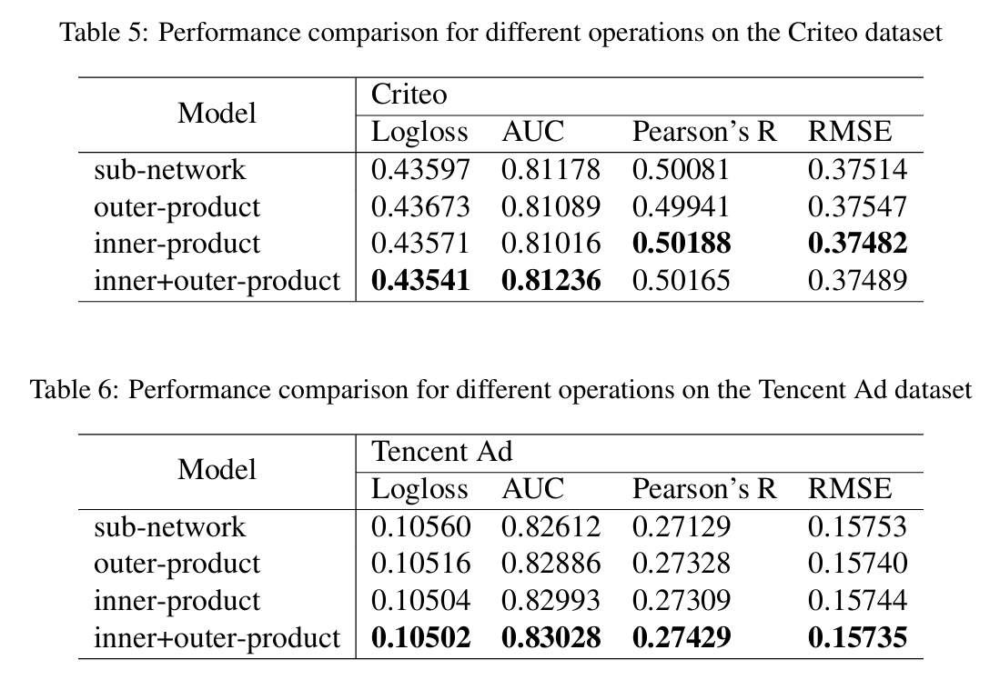 Table 5: Performance comparison for different operations on the Criteo dataset
Model
Criteo
Logloss AUC Pearson's R RMSE
sub-network 0.43597 0.81178 0.50081 0.37514
outer-product 0.43673 0.81089 0.49941 0.37547
inner-product 0.43571 0.81016 0.50188 0.37482
inner+outer-product 0.43541 0.81236 0.50165 0.37489
Table 6: Performance comparison for different operations on the Tencent Ad dataset
Model
Tencent Ad
Logloss AUC Pearson's R RMSE
sub-network 0.10560 0.82612 0.27129 0.15753
outer-product 0.10516 0.82886 0.27328 0.15740
inner-product 0.10504 0.82993 0.27309 0.15744
inner+outer-product 0.10502 0.83028 0.27429 0.15735